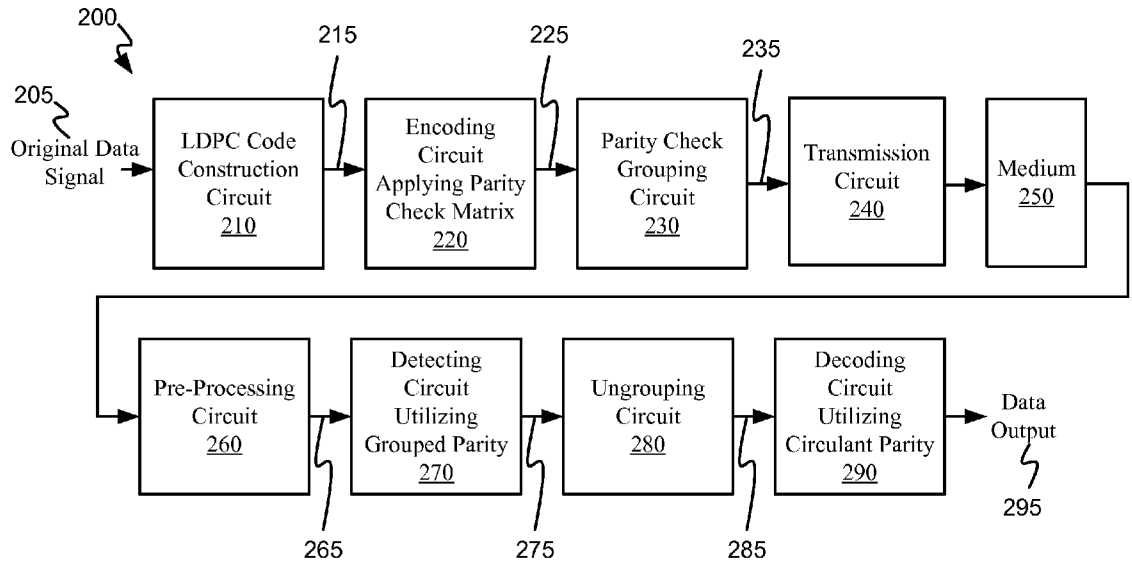 200
205
215
225
235
Original Data
Signal
LDPC Code
Construction
Circuit
210
Encoding
Circuit
Applying Parity
Check Matrix
220
Parity Check
Grouping
Circuit
230
Transmission
Circuit
240
Medium
250
Pre-Processing
Circuit
260
Detecting
Circuit
Utilizing
Grouped Parity
270
Ungrouping
Circuit
280
Decoding
Circuit
Utilizing
Circulant Parity
290
Data
Output
295
265
275
285